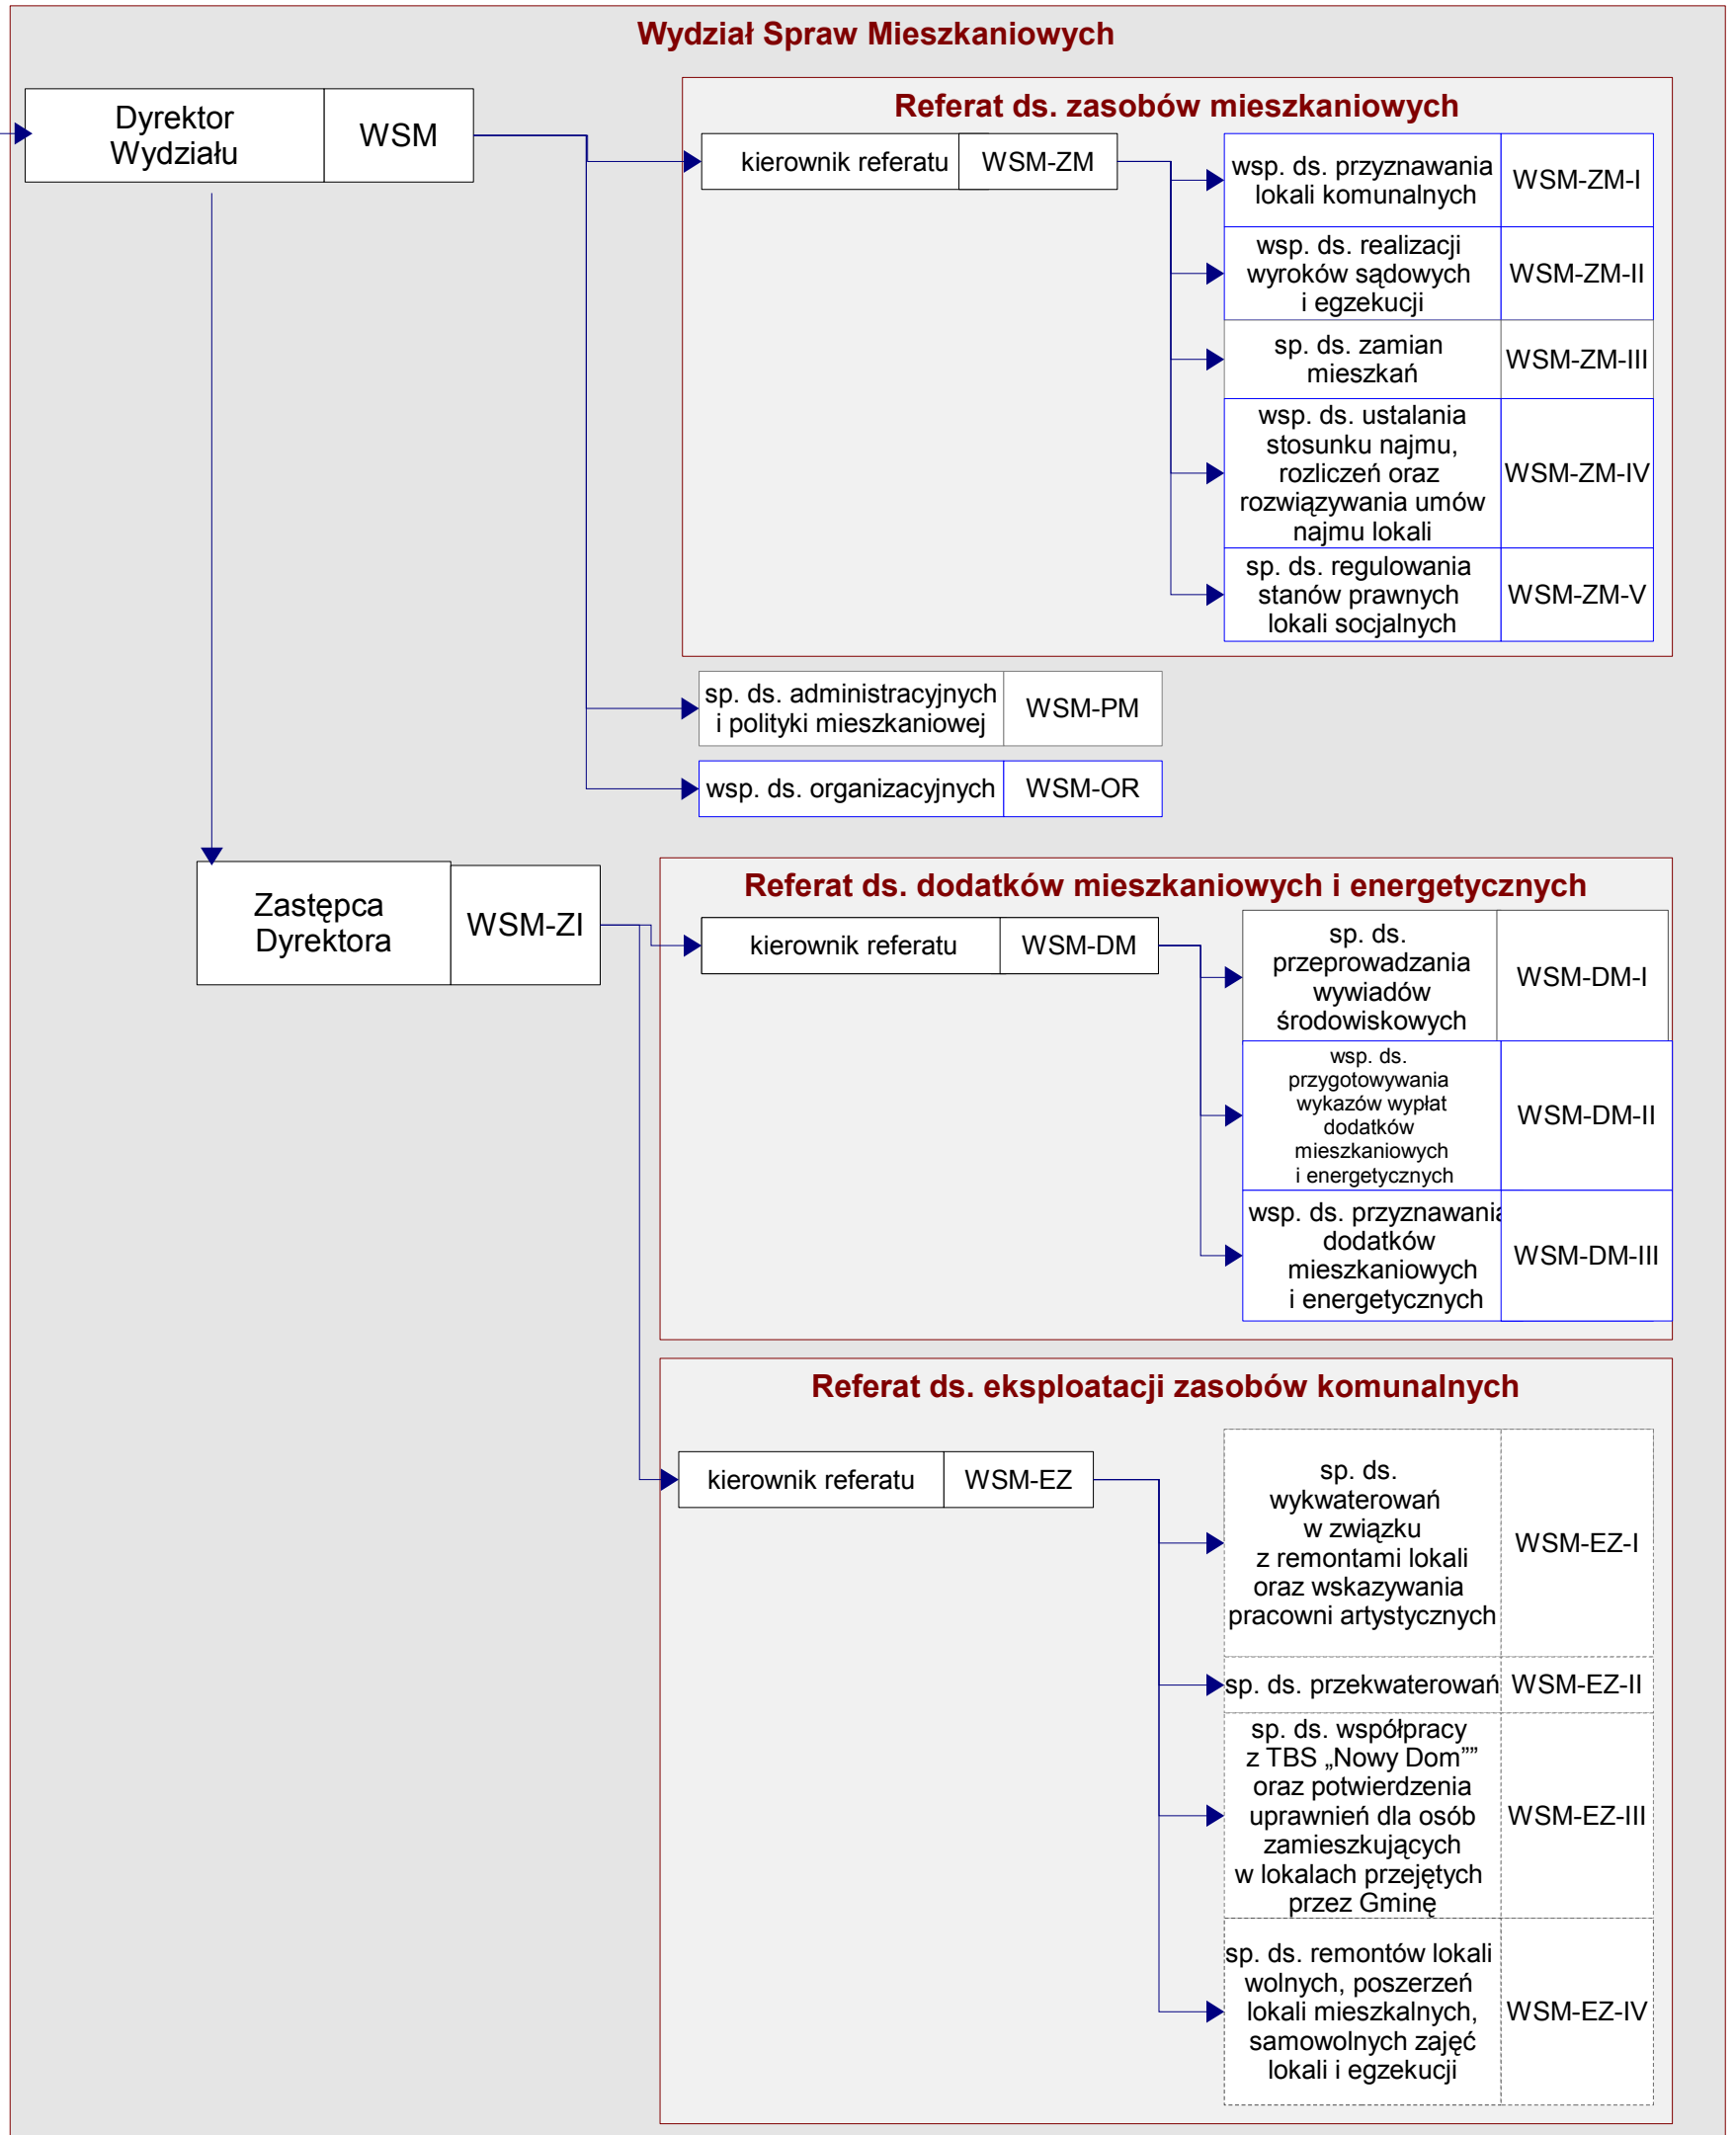 Wydział Spraw Mieszkaniowych
Dyrektor
Wydziału
WSM
Referat ds. zasobów mieszkaniowych
kierownik referatu
WSM-ZM
wsp. ds. przyznawania
lokali komunalnych
WSM-ZM-I
wsp. ds. realizacji
wyroków sądowych
i egzekucji
WSM-ZM-II
sp. ds. zamian
mieszkań
WSM-ZM-III
wsp. ds. ustalania
stosunku najmu,
rozliczeń oraz
rozwiązywania umów
najmu lokali
WSM-ZM-IV
sp. ds. regulowania
stanów prawnych
lokali socjalnych
WSM-ZM-V
sp. ds. administracyjnych
i polityki mieszkaniowej
WSM-PM
wsp. ds. organizacyjnych
WSM-OR
Zastępca
Dyrektora
WSM-ZI
Referat ds. dodatków mieszkaniowych i energetycznych
kierownik referatu
WSM-DM
sp. ds.
przeprowadzania
wywiadów
środowiskowych
WSM-DM-I
wsp. ds.
przygotowywania
wykazów wypłat
dodatków
mieszkaniowych
i energetycznych
WSM-DM-II
wsp. ds. przyznawania
dodatków
mieszkaniowych
i energetycznych
WSM-DM-III
Referat ds. eksploatacji zasobów komunalnych
kierownik referatu
WSM-EZ
sp. ds.
wykwaterowań
w związku
z remontami lokali
oraz wskazywania
pracowni artystycznych
WSM-EZ-I
sp. ds. przekwaterowań
WSM-EZ-II
sp. ds. współpracy
z TBS „Nowy Dom””
oraz potwierdzenia
uprawnień dla osób
zamieszkujących
w lokalach przejętych
przez Gminę
WSM-EZ-III
sp. ds. remontów lokali
wolnych, poszerzeń
lokali mieszkalnych,
samowolnych zajęć
lokali i egzekucji
WSM-EZ-IV